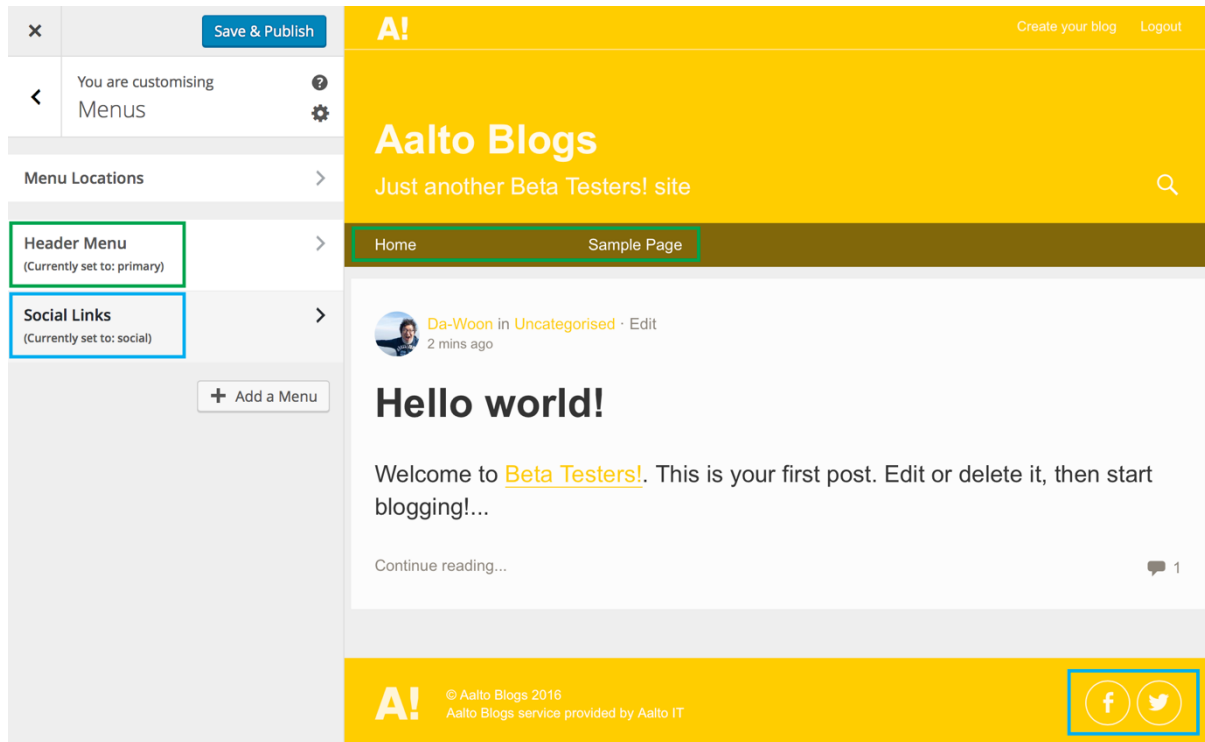 Save & Publish
You are customising
Menus
Menu Locations
Header Menu
(Currently set to: primary)
Social Links
(Currently set to: social)
Add a Menu
A!
Create your blog Logout
Aalto Blogs
Just another Beta Testers! site
Home Sample Page
Da-Woon in Uncategorised · Edit
2 mins ago
Hello world!
Welcome to Beta Testers!. This is your first post. Edit or delete it, then start
blogging!...
Continue reading...
1
A!
© Aalto Blogs 2016
Aalto Blogs service provided by Aalto IT